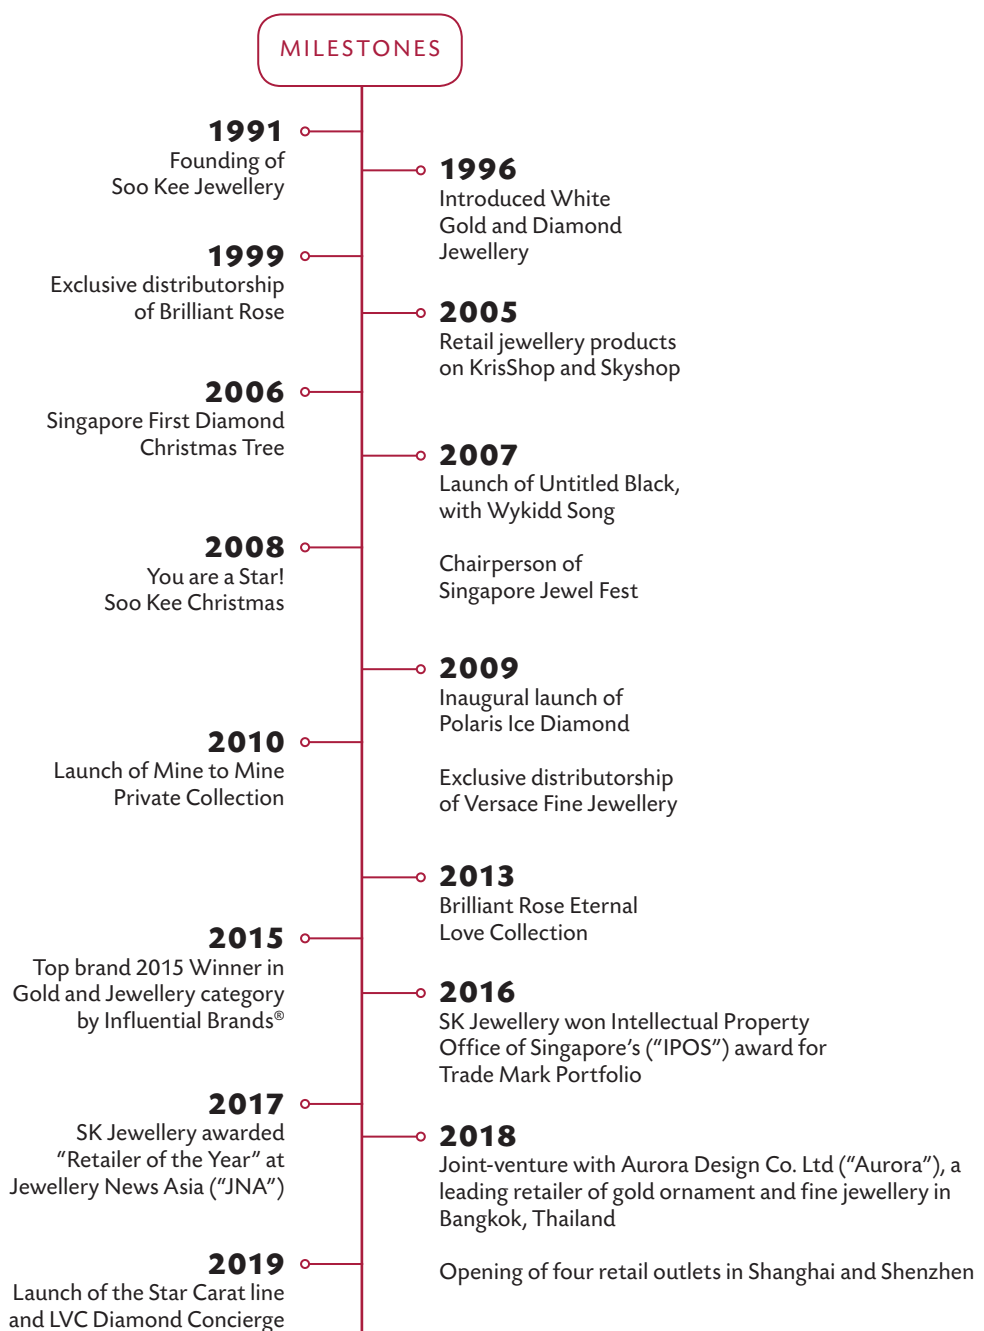 MILESTONES
1991
Founding of
Soo Kee Jewellery
1996
Introduced White
Gold and Diamond
Jewellery
1999
Exclusive distributorship
of Brilliant Rose
2005
Retail jewellery products
on KrisShop and Skyshop
2006
Singapore First Diamond
Christmas Tree
2007
Launch of Untitled Black,
with Wykidd Song
Chairperson of
Singapore Jewel Fest
2008
You are a Star!
Soo Kee Christmas
2009
Inaugural launch of
Polaris Ice Diamond
Exclusive distributorship
of Versace Fine Jewellery
2010
Launch of Mine to Mine
Private Collection
2013
Brilliant Rose Eternal
Love Collection
2015
Top brand 2015 Winner in
Gold and Jewellery category
by Influential Brands®
2016
SK Jewellery won Intellectual Property
Office of Singapore’s (“IPOS”) award for
Trade Mark Portfolio
2017
SK Jewellery awarded
“Retailer of the Year” at
Jewellery News Asia (“JNA”)
2018
Joint-venture with Aurora Design Co. Ltd (“Aurora”), a
leading retailer of gold ornament and fine jewellery in
Bangkok, Thailand
Opening of four retail outlets in Shanghai and Shenzhen
2019
Launch of the Star Carat line
and LVC Diamond Concierge